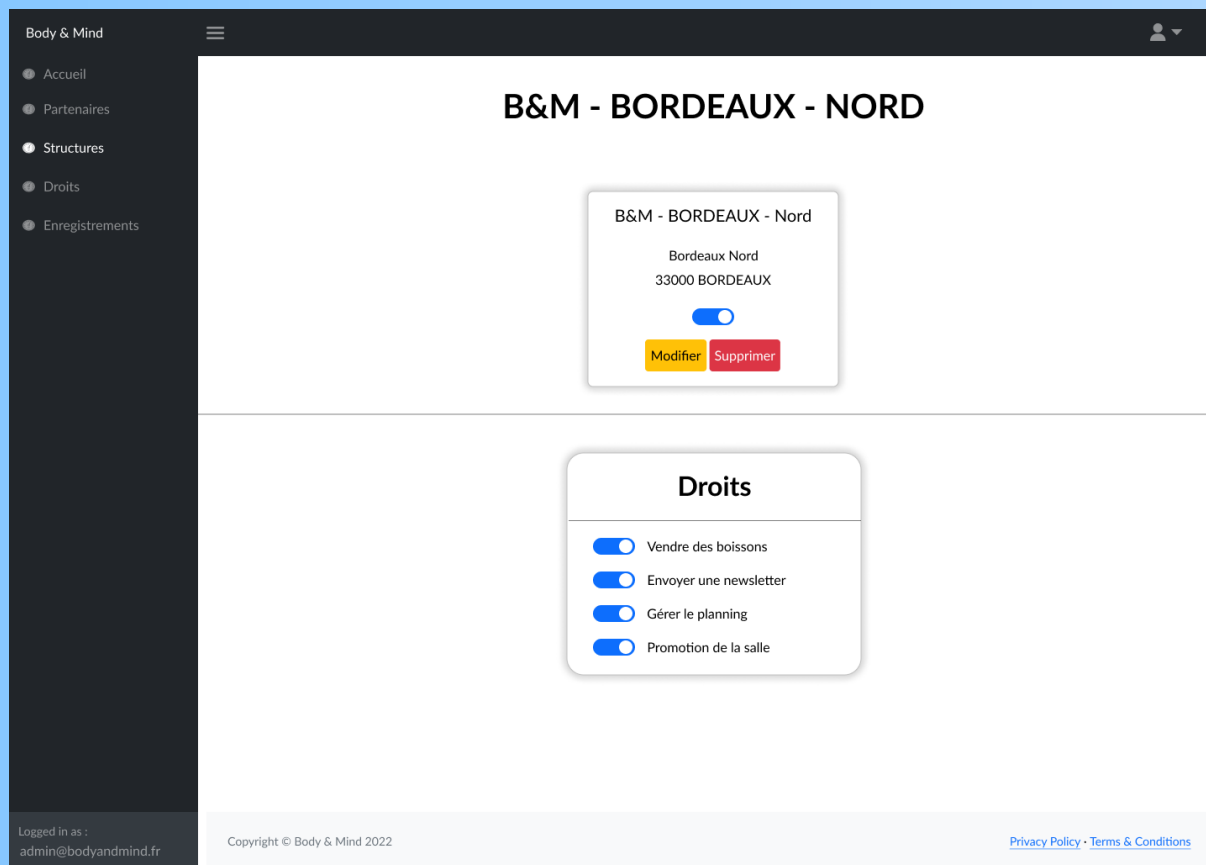 Body & Mind
Accueil
Partenaires
Structures
Droits
Enregistrements
B&M - BORDEAUX - NORD
B&M - BORDEAUX - Nord
Bordeaux Nord
33000 BORDEAUX
Modifier Supprimer
Droits
Vendre des boissons
Envoyer une newsletter
Gérer le planning
Promotion de la salle
Logged in as :
admin@bodyandmind.fr
Copyright © Body & Mind 2022
Privacy Policy · Terms & Conditions